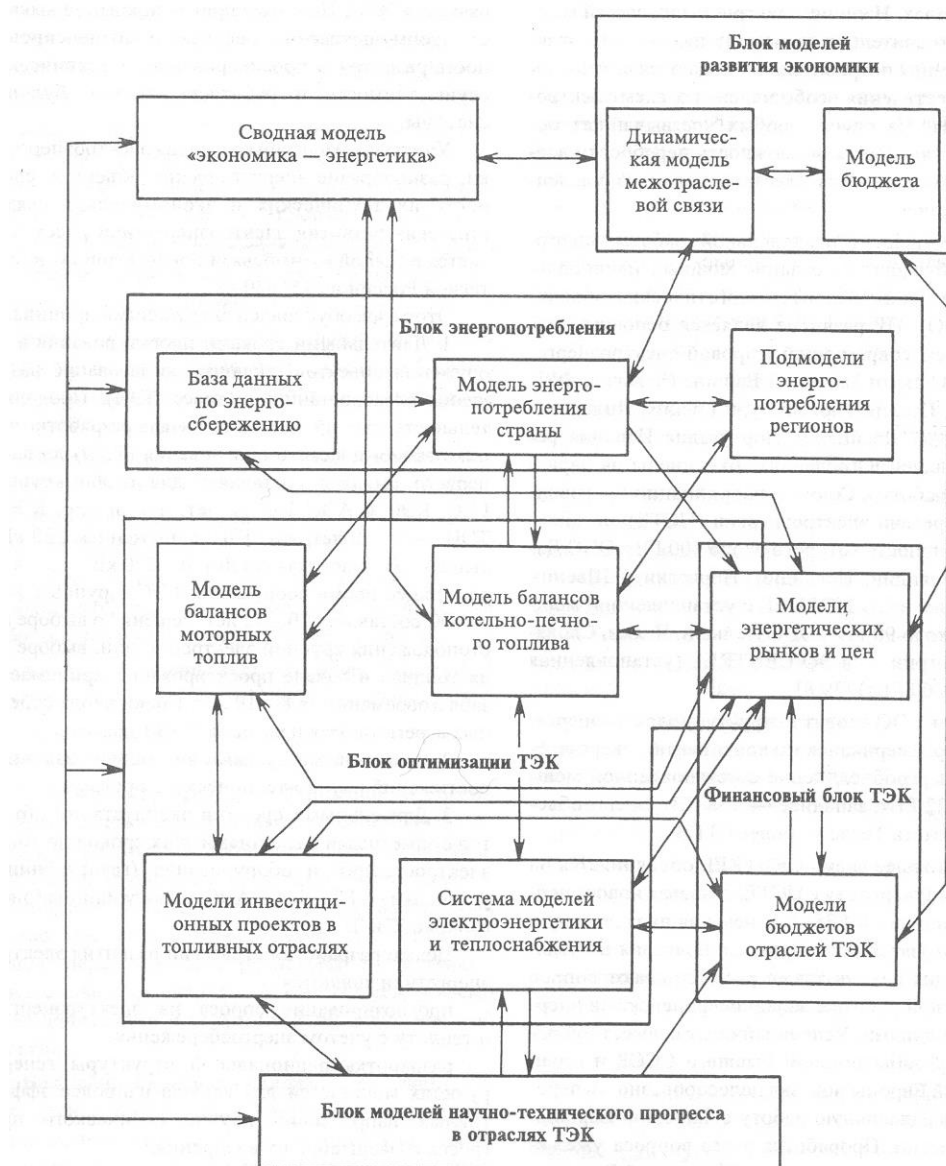 Блок моделей
развития экономики
Сводная модель
«экономика — энергетика»
Динамичес
кая модель
межотрасле-
вой связи
Модель
бюджета
Блок энергопотребления
База данных
по энерго-
сбережению
Модель энерго-
потребления
страны
Подмодели
энерго-
потребления
регионов
Модель
балансов
моторных
топлив
Модель балансов
котельно-печно-
го топлива
Модели
энергетических
рынков и цен
Блок оптимизации ТЭК
Финансовый блок ТЭК
Модели инвестици-
онных проектов в
топливных отраслях
Система моделей
электроэнергетики
и теплоснабжения
Модель
бюджетов
отраслей ТЭК
Блок моделей научно-технического прогресса
в отраслях ТЭК